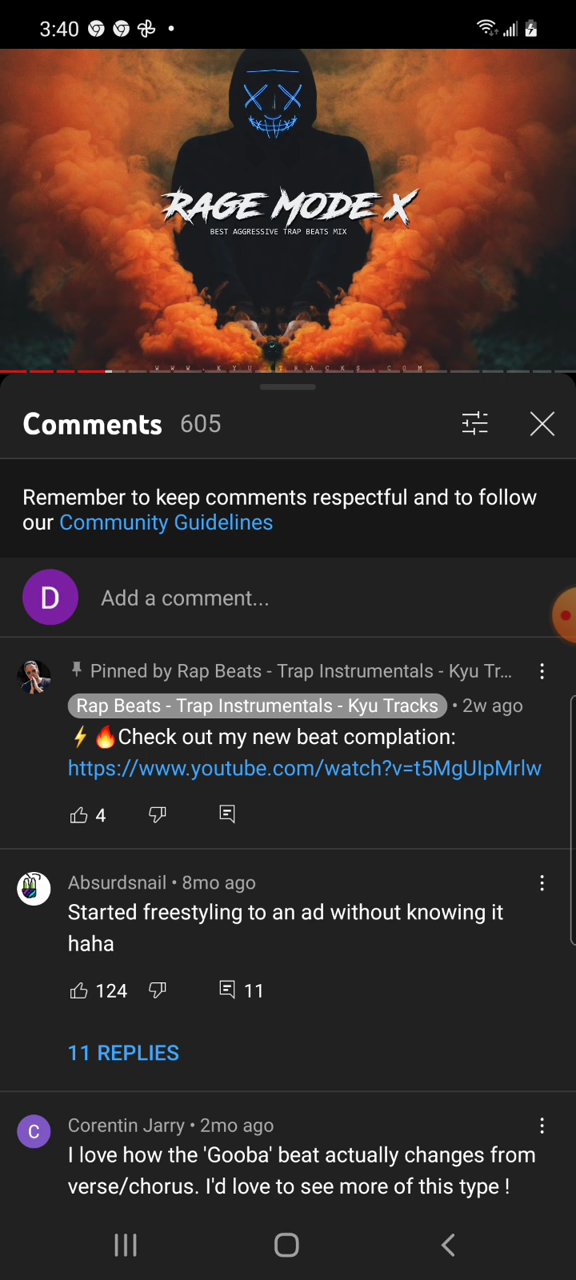 3:40
RAGE MODE X
BEST AGGRESSIVE TRAP BEATS MIX
WWW.KYUTRACKS.COM
Comments 605
Remember to keep comments respectful and to follow
our Community Guidelines
D
Add a comment...
Pinned by Rap Beats - Trap Instrumentals - Kyu Tr...
Rap Beats - Trap Instrumentals - Kyu Tracks • 2w ago
⚡🔥Check out my new beat complation:
https://www.youtube.com/watch?v=t5MgUIpMrlw
4
Absurdsnail • 8mo ago
Started freestyling to an ad without knowing it
haha
124 11
11 REPLIES
C
Corentin Jarry • 2mo ago
I love how the 'Gooba' beat actually changes from
verse/chorus. I'd love to see more of this type !